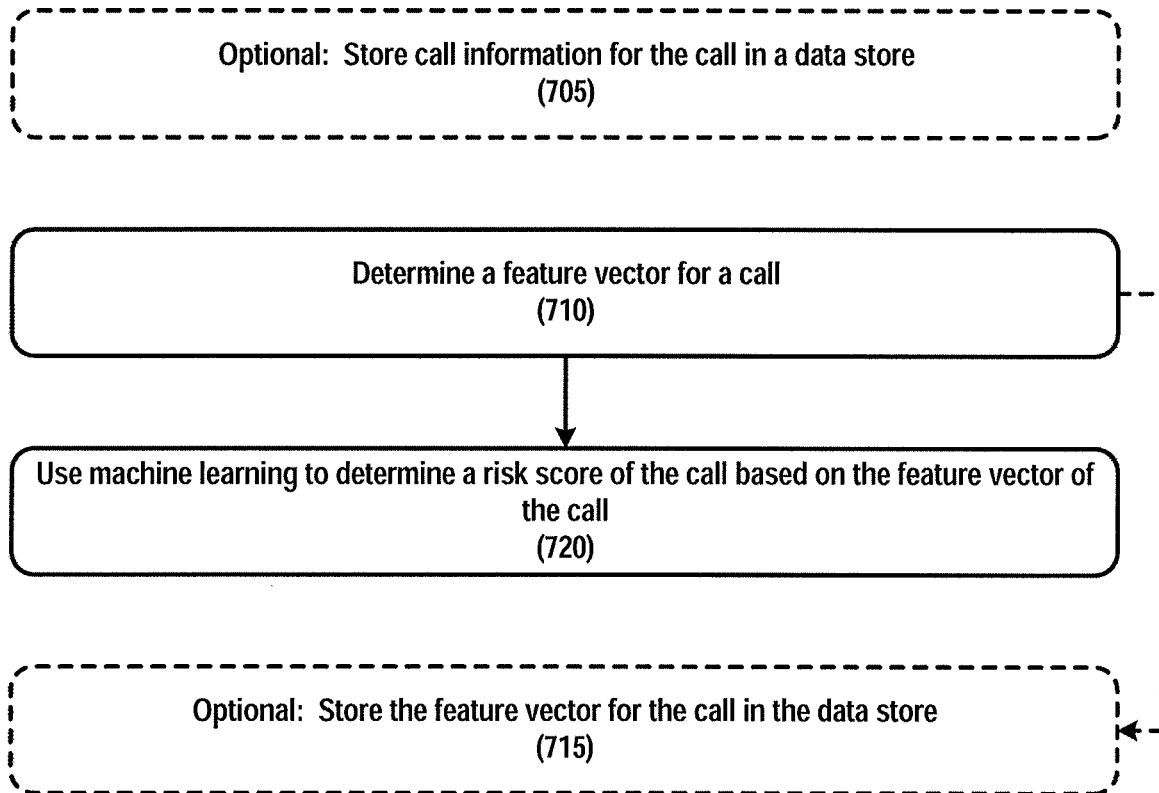 Optional: Store call information for the call in a data store
(705)
Determine a feature vector for a call
(710)
Use machine learning to determine a risk score of the call based on the feature vector of
the call
(720)
Optional: Store the feature vector for the call in the data store
(715)